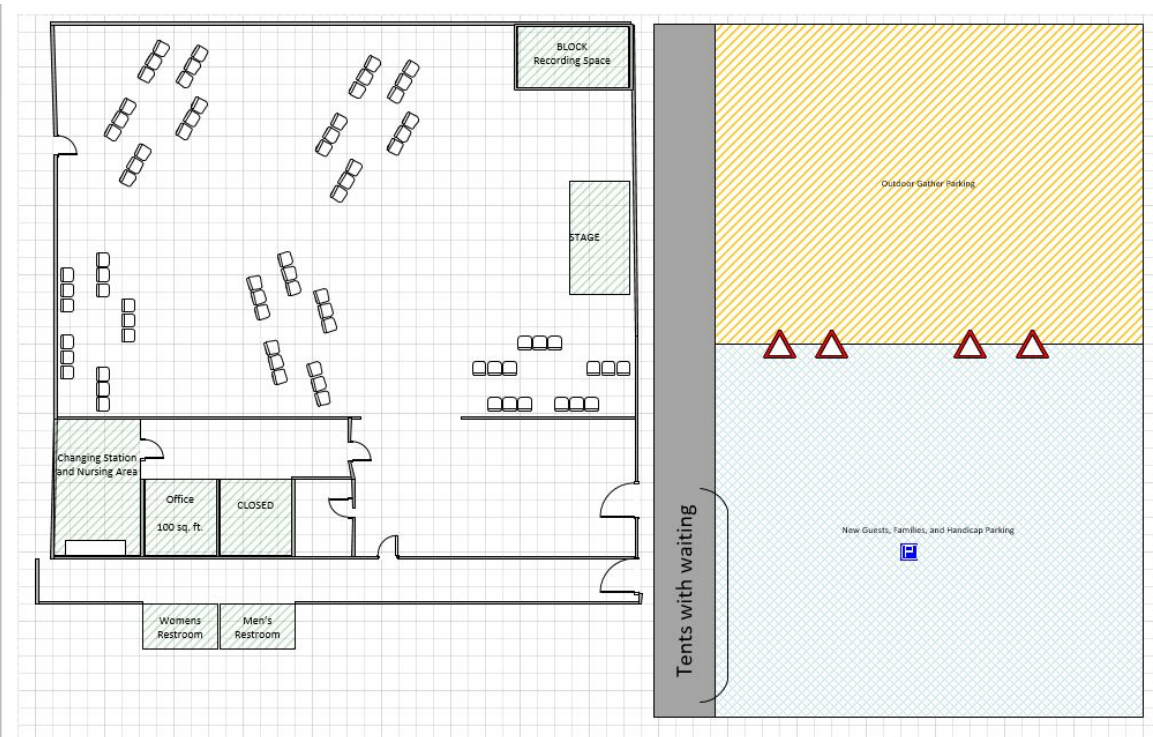 BLOCK
Recording Space
Outdoor Gather Parking
STAGE
Changing Station
and Nursing Area
Office
100 sq. ft.
CLOSED
Tents with waiting
New Guests, Families, and Handicap Parking
P
Womens
Restroom
Men's
Restroom